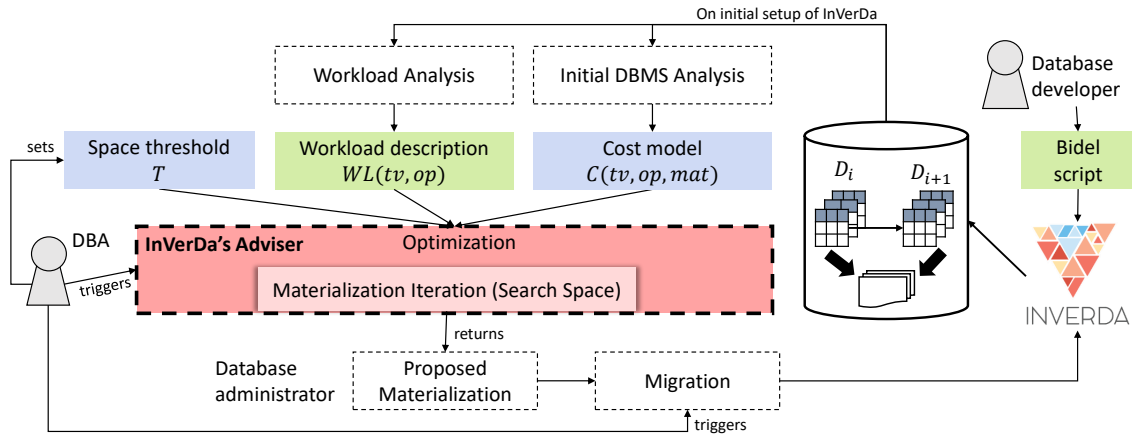 On initial setup of InVerDa
Workload Analysis
Initial DBMS Analysis
Database
developer
sets
Space threshold
T
Workload description
WL(tv, op)
Cost model
C(tv, op, mat)
Bidel
script
D_i
D_{i+1}
DBA
triggers
InVerDa's Adviser
Optimization
Materialization Iteration (Search Space)
INVERDA
returns
Database
administrator
Proposed
Materialization
Migration
triggers